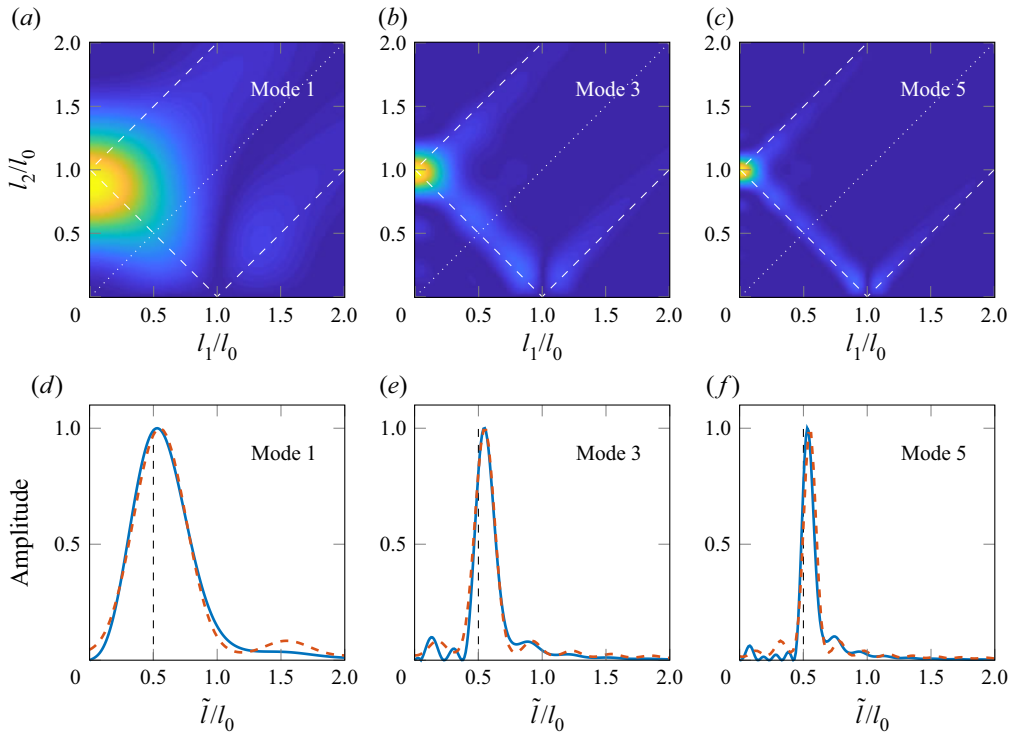 (a) (b) (c)
2.0 2.0 2.0
Mode 1 Mode 3 Mode 5
1.5 1.5 1.5
l2/l0 1.0 1.0 1.0
0.5 0.5 0.5
0 0.5 1.0 1.5 2.0 0 0.5 1.0 1.5 2.0 0 0.5 1.0 1.5 2.0
l1/l0 l1/l0 l1/l0
(d) (e) (f)
1.0 1.0 1.0
Mode 1 Mode 3 Mode 5
Amplitude 0.5 0.5 0.5
0 0.5 1.0 1.5 2.0 0 0.5 1.0 1.5 2.0 0 0.5 1.0 1.5 2.0
l̃/l0 l̃/l0 l̃/l0